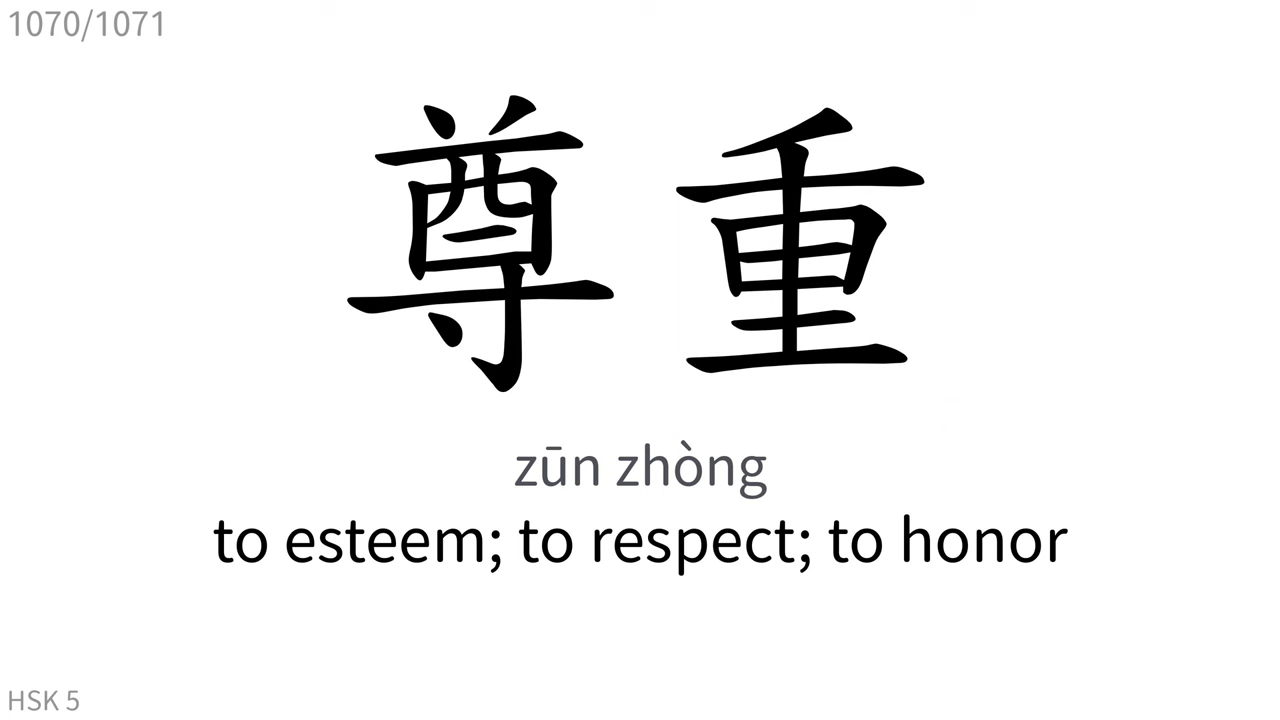 1070/1071
尊重
zūn zhòng
to esteem; to respect; to honor
HSK 5